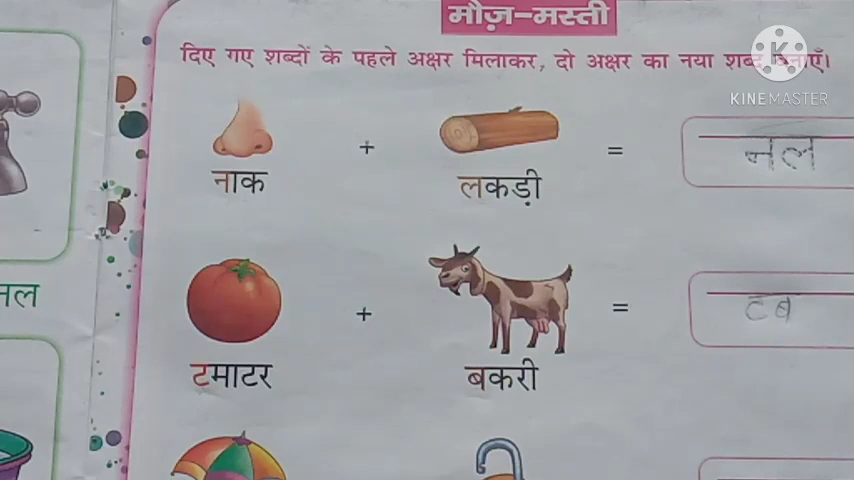 मौज़-मस्ती
दिए गए शब्दों के पहले अक्षर मिलाकर, दो अक्षर का नया शब्द बनाएँ।
K
KINEMASTER
+ = नल
नाक लकड़ी
+ = टब
नल
टमाटर बकरी